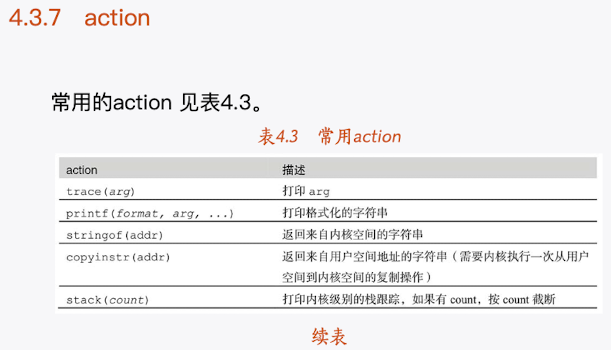 4.3.7 action
常用的action 见表4.3。
表4.3 常用action
action 描述
trace(arg) 打印 arg
printf(format, arg, ...) 打印格式化的字符串
stringof(addr) 返回来自内核空间的字符串
copyinstr(addr) 返回来自用户空间地址的字符串（需要内核执行一次从用户
空间到内核空间的复制操作）
stack(count) 打印内核级别的栈跟踪，如果有 count，按 count 截断
续表